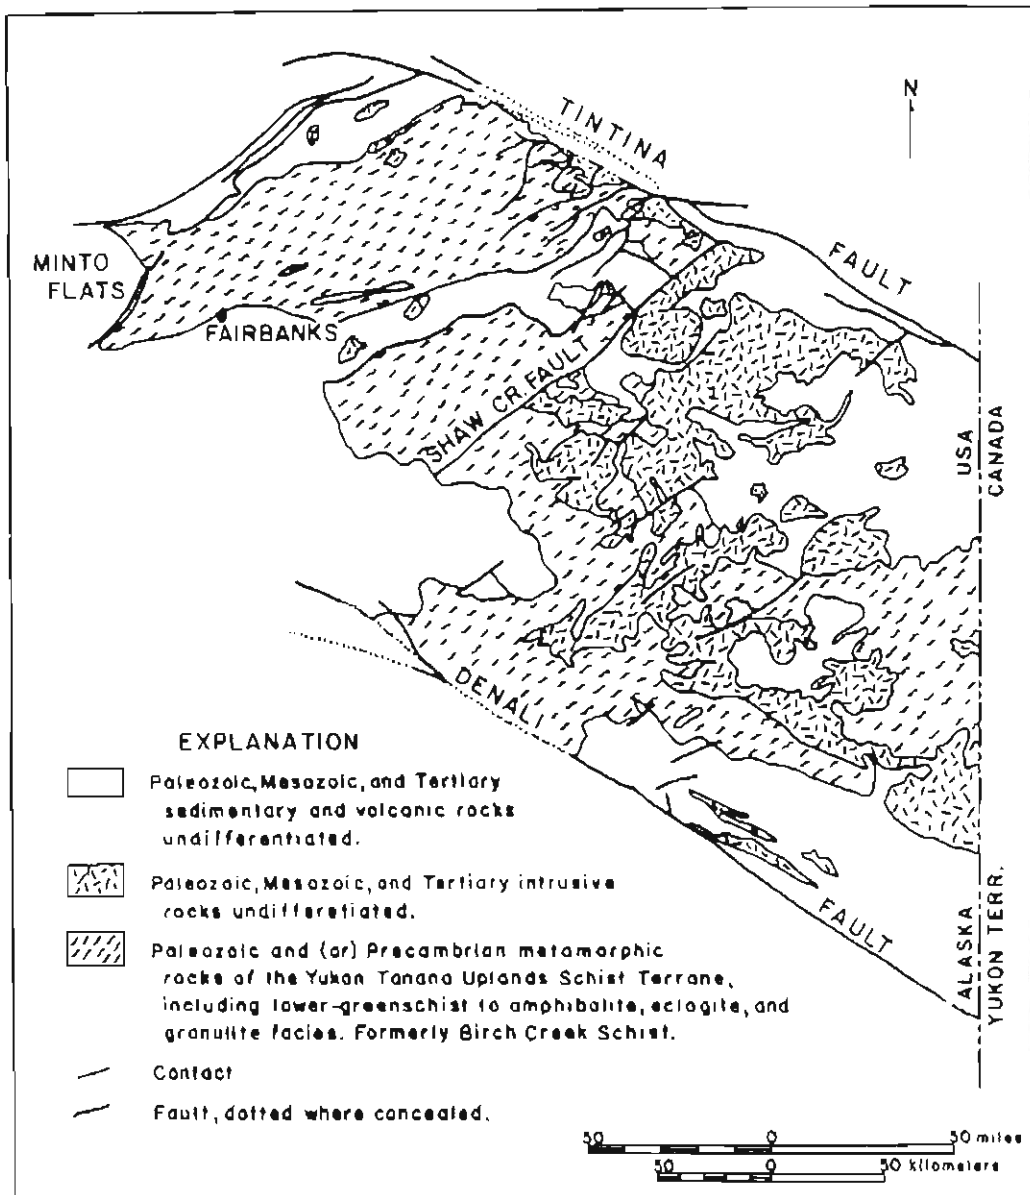 N
TINTINA
FAULT
MINTO
FLATS
FAIRBANKS
SHAW CR. FAULT
USA
CANADA
DENALI
FAULT
ALASKA
YUKON TERR.
EXPLANATION
Paleozoic, Mesozoic, and Tertiary
sedimentary and volcanic rocks
undifferentiated.
Paleozoic, Mesozoic, and Tertiary intrusive
rocks undifferetiated.
Paleozoic and (or) Precambrian metamorphic
rocks of the Yukon Tanana Uplands Schist Terrane,
including lower-greenschist to amphibolite, eclogite, and
granulite facies. Formerly Birch Creek Schist.
Contact
Fault, dotted where concealed.
50 0 50 miles
50 0 50 kilometers